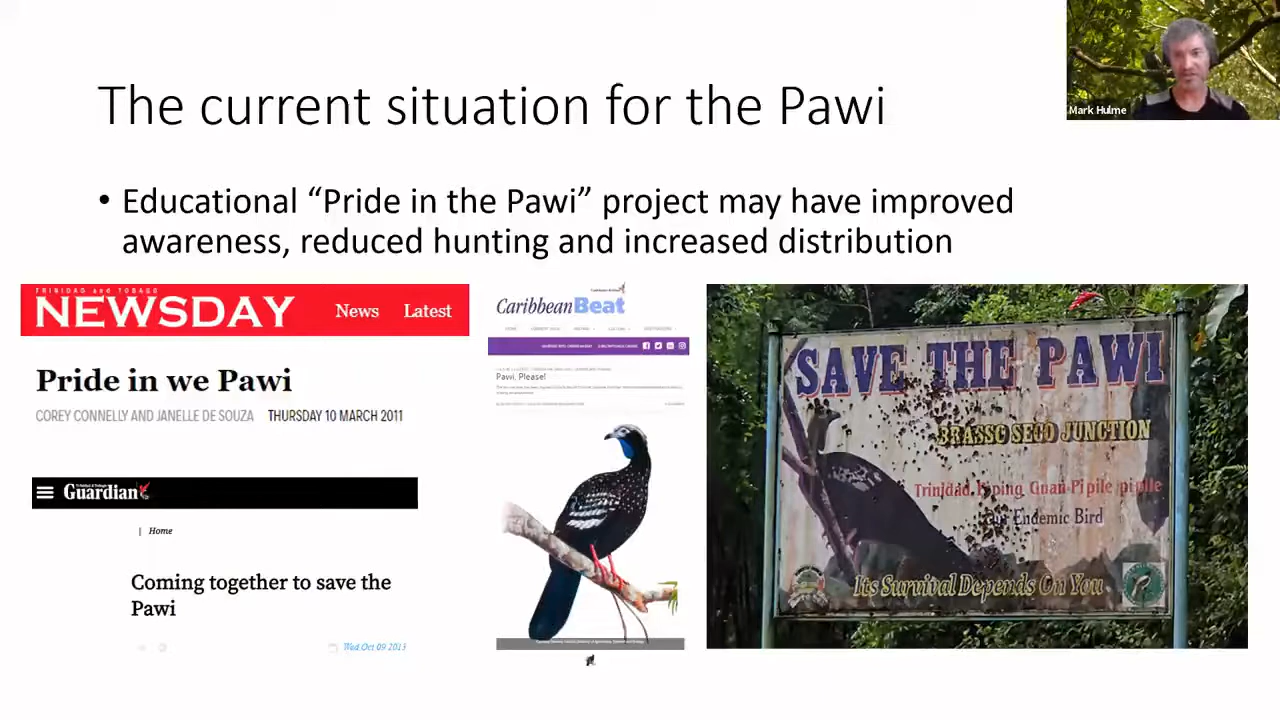 The current situation for the Pawi
Mark Hulme
• Educational “Pride in the Pawi” project may have improved
awareness, reduced hunting and increased distribution
TRINIDAD and TOBAGO
NEWSDAY
News Latest
Pride in we Pawi
COREY CONNELLY AND JANELLE DE SOUZA THURSDAY 10 MARCH 2011
Guardian
Home
Coming together to save the
Pawi
Wed Oct 09 2013
Caribbean Beat
Pawi, Please!
SAVE THE PAWI
BRASSO SECO JUNCTION
Trinidad Piping Guan Pipile pipile
Our Endemic Bird
Its Survival Depends On You